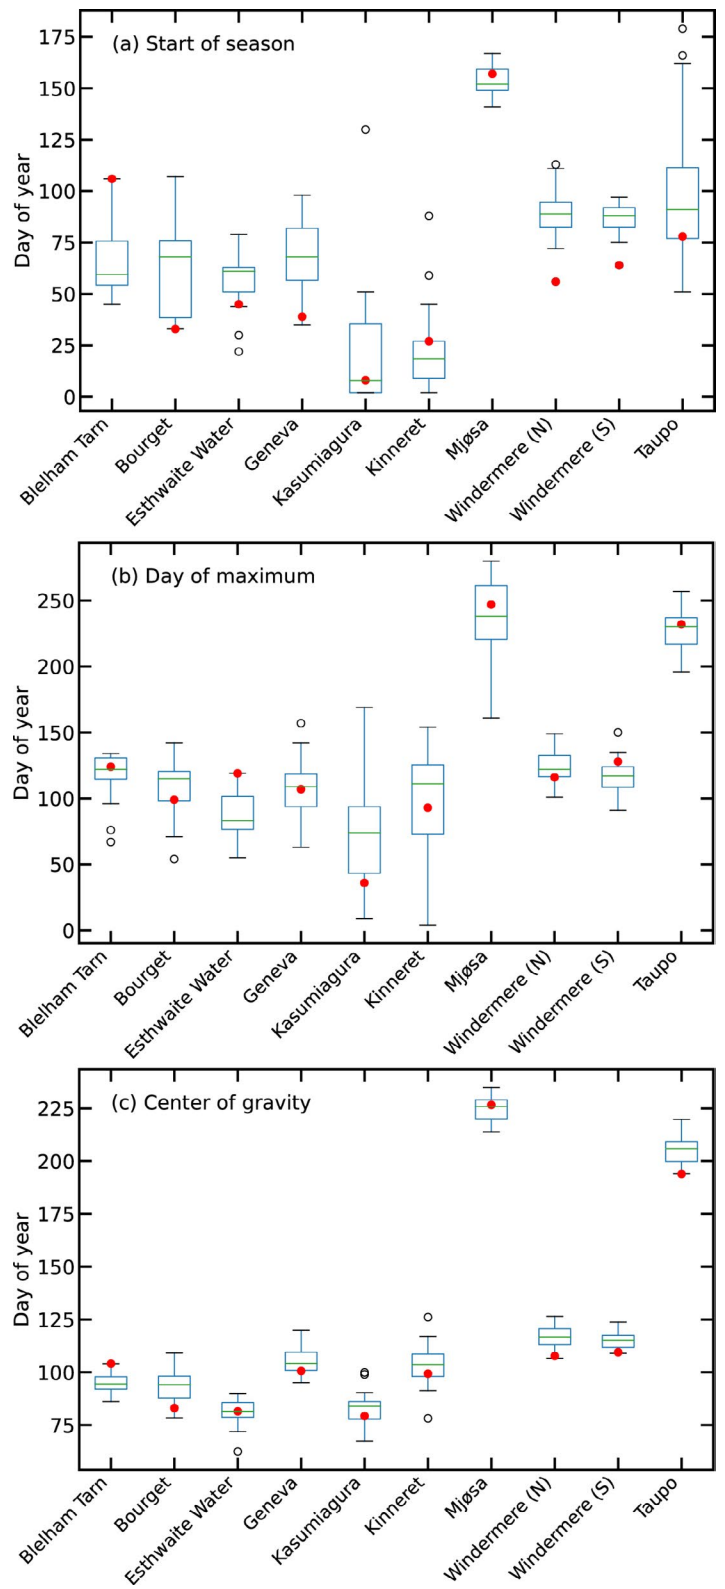 (a) Start of season
Day of year
175
150
125
100
75
50
25
0
Blelham Tarn
Bourget
Esthwaite Water
Geneva
Kasumiagura
Kinneret
Mjøsa
Windermere (N)
Windermere (S)
Taupo
(b) Day of maximum
Day of year
250
200
150
100
50
0
Blelham Tarn
Bourget
Esthwaite Water
Geneva
Kasumiagura
Kinneret
Mjøsa
Windermere (N)
Windermere (S)
Taupo
(c) Center of gravity
Day of year
225
200
175
150
125
100
75
Blelham Tarn
Bourget
Esthwaite Water
Geneva
Kasumiagura
Kinneret
Mjøsa
Windermere (N)
Windermere (S)
Taupo